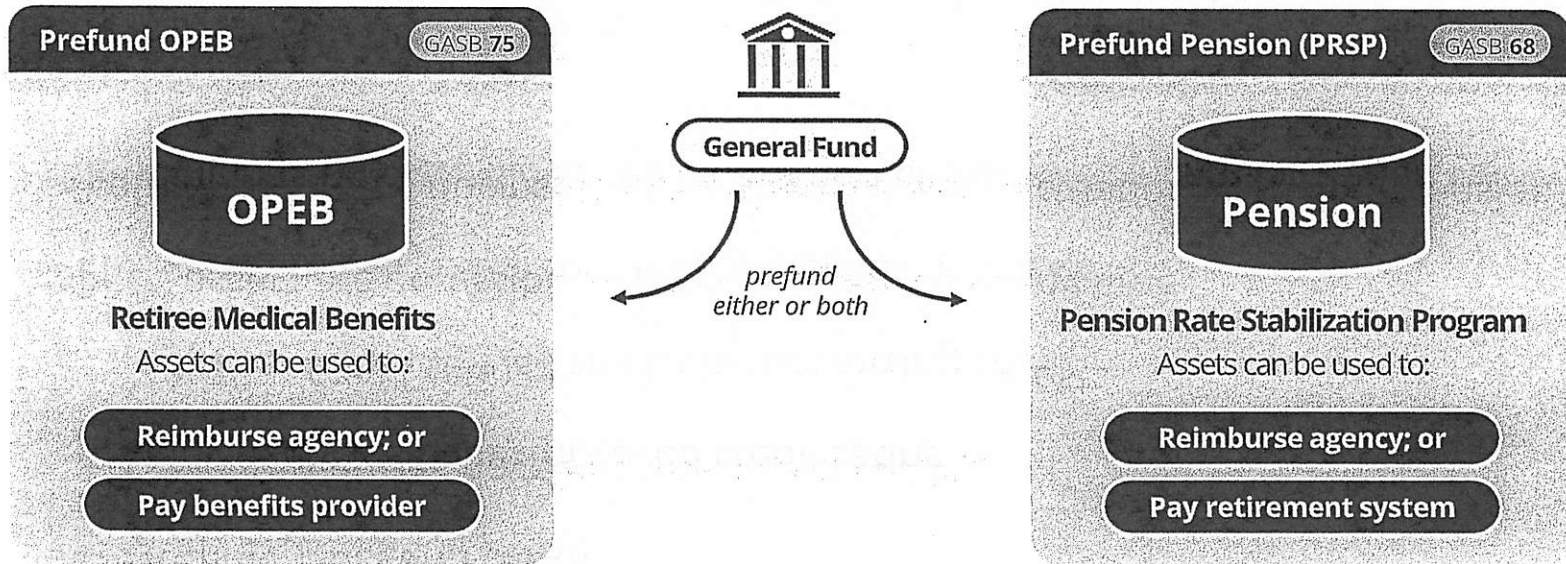 Prefund OPEB
GASB 75
OPEB
Retiree Medical Benefits
Assets can be used to:
Reimburse agency; or
Pay benefits provider
General Fund
prefund
either or both
Prefund Pension (PRSP)
GASB 68
Pension
Pension Rate Stabilization Program
Assets can be used to:
Reimburse agency; or
Pay retirement system